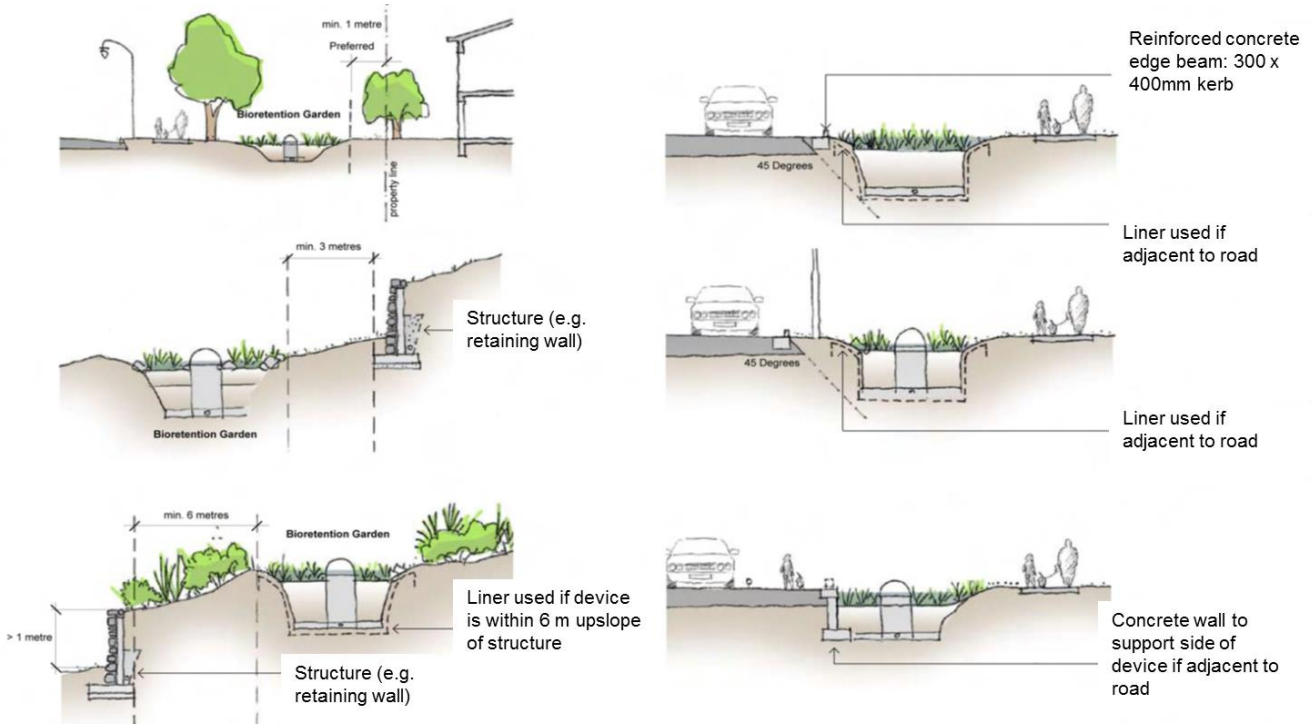 min. 1 metre
Preferred
Bioretention Garden
property line
min. 3 metres
Structure (e.g.
retaining wall)
Bioretention Garden
min. 6 metres
Bioretention Garden
> 1 metre
Liner used if device
is within 6 m upslope
of structure
Structure (e.g.
retaining wall)
Reinforced concrete
edge beam: 300 x
400mm kerb
45 Degrees
Liner used if
adjacent to road
45 Degrees
Liner used if
adjacent to road
Concrete wall to
support side of
device if adjacent to
road